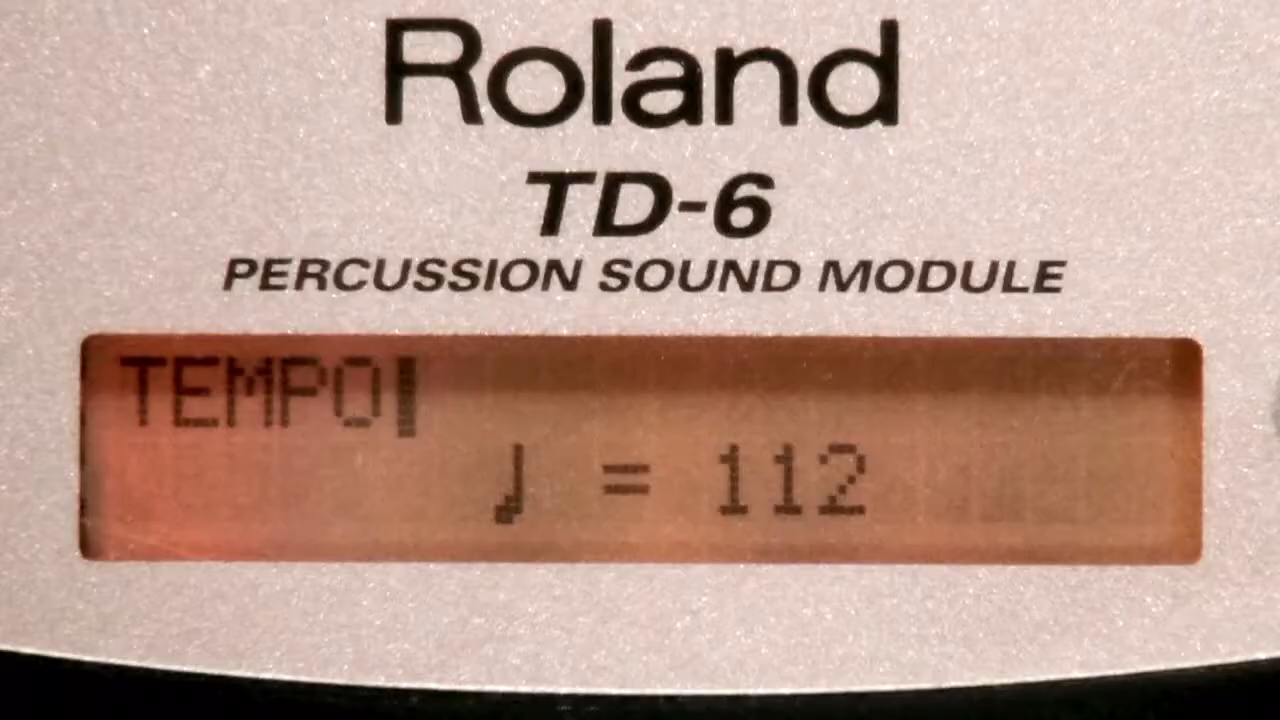 Roland
TD-6
PERCUSSION SOUND MODULE
TEMPO
♩ = 112